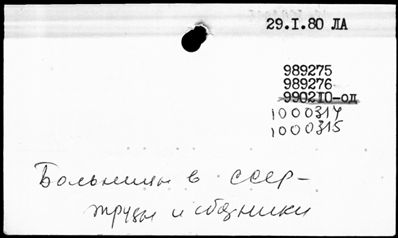 29.I.80 ЛА
989275
989276
990210-од
1000314
1000315
Больницы в СССР-
труды и сборники